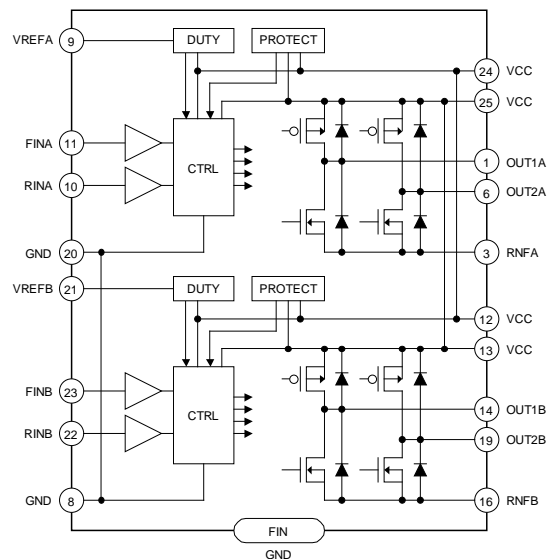 VREFA 9 DUTY PROTECT
24 VCC
25 VCC
FINA 11
1 OUT1A
CTRL
RINA 10
6 OUT2A
GND 20
3 RNFA
VREFB 21 DUTY PROTECT
12 VCC
13 VCC
FINB 23
14 OUT1B
CTRL
RINB 22
19 OUT2B
GND 8
16 RNFB
FIN
GND